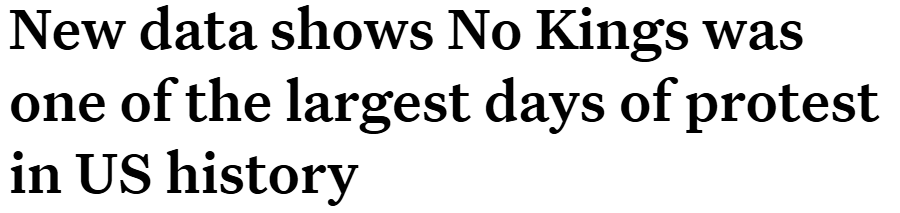 New data shows No Kings was
one of the largest days of protest
in US history